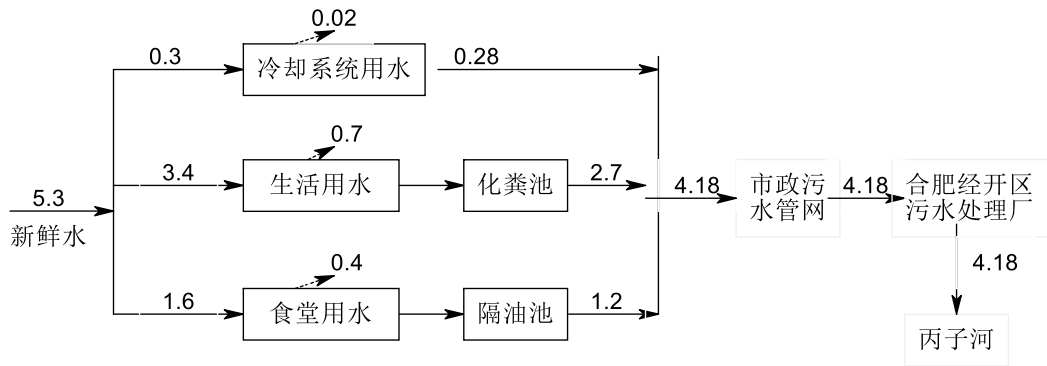 0.02
0.3
冷却系统用水
0.28
0.7
3.4
生活用水
化粪池
2.7
5.3
新鲜水
4.18
市政污
水管网
4.18
合肥经开区
污水处理厂
0.4
4.18
1.6
食堂用水
隔油池
1.2
丙子河